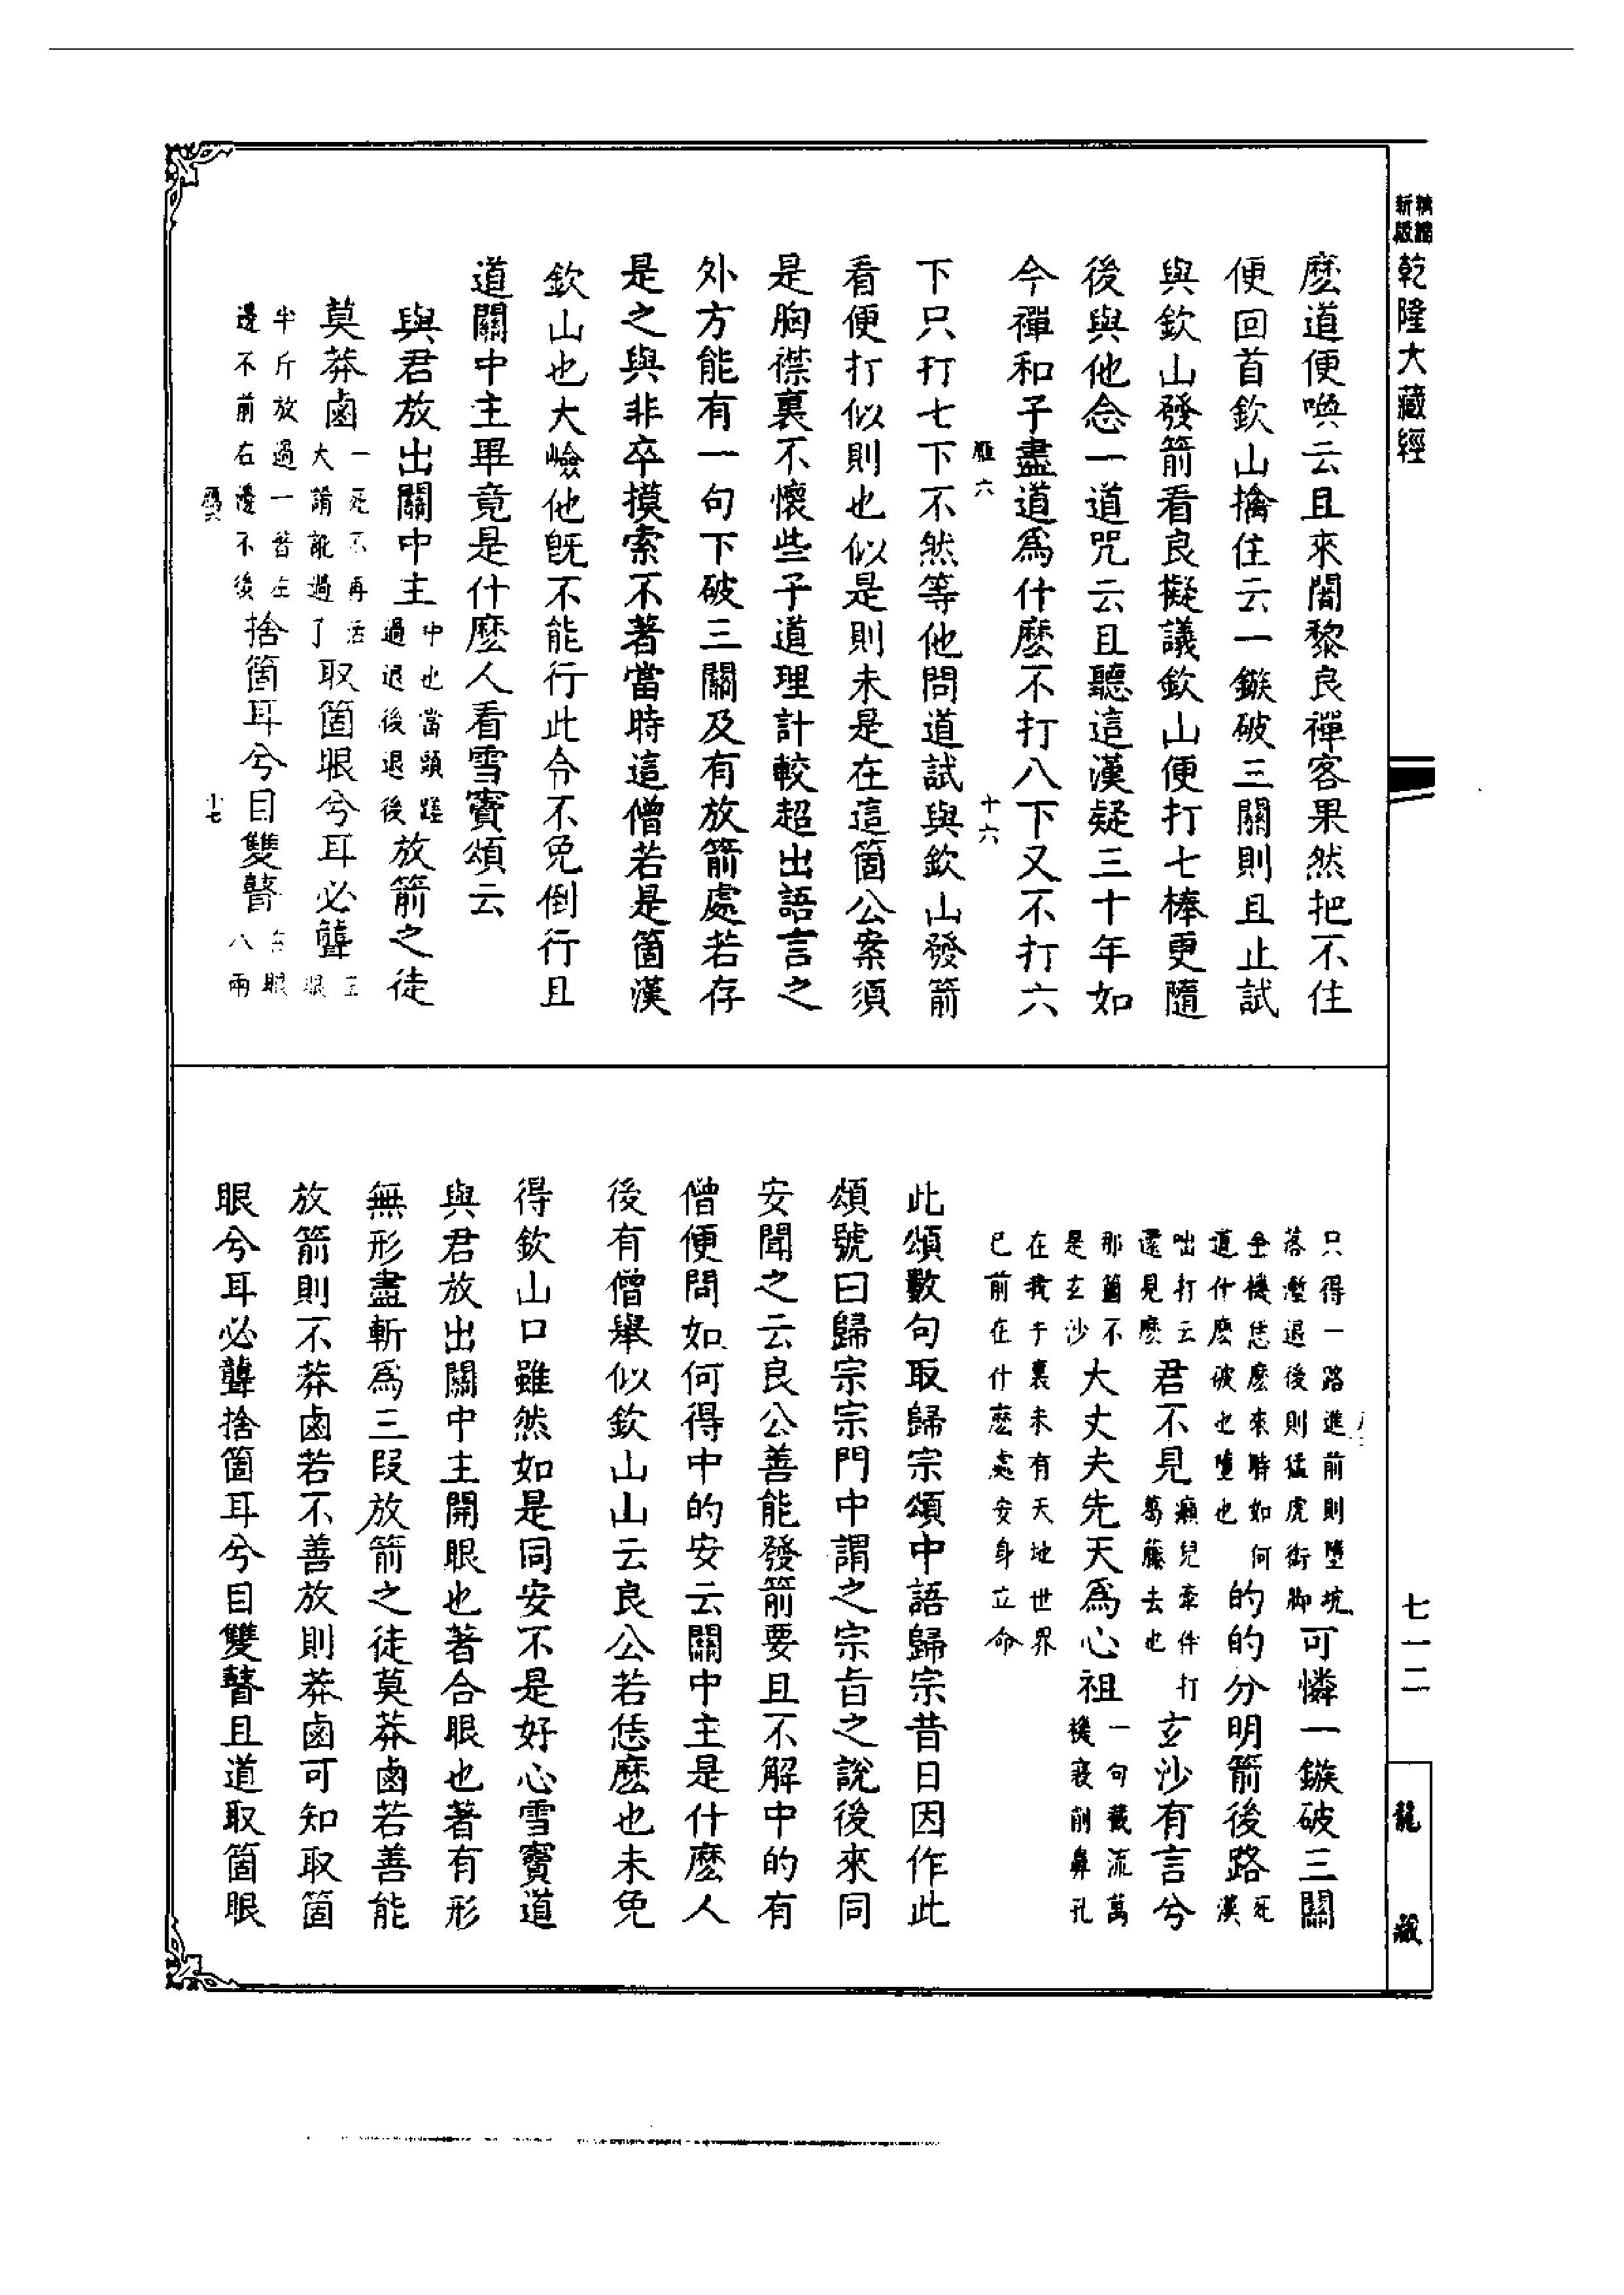 新版
乾隆大藏經
七一二
龍藏
麽道便喚云且來闍黎良禪客果然把不住
便回首欽山擒住云一鏃破三關則且止試
與欽山發箭看良擬議欽山便打七棒更隨
後與他念一道咒云且聽這漢疑三十年如
今禪和子盡道爲什麽不打八下又不打六
雁六 十六
下只打七下不然等他問道試與欽山發箭
看便打似則也似是則未是在這箇公案須
是胸襟裏不懷些子道理計較超出語言之
外方能有一句下破三關及有放箭處若存
是之與非卒摸索不著當時這僧若是箇漢
欽山也大嶮他旣不能行此令不免倒行且
道關中主畢竟是什麽人看雪竇頌云
與君放出關中主中也當頭蹉過退後退後放箭之徒
莫莽鹵一死不再活大誵訛過了取箇眼兮耳必聾
半斤放過一著左邊不前右邊不後捨箇耳兮目雙瞽
八兩
十七
只得一路進前則墮坑落壍退後則猛虎銜脚可憐一鏃破三關
全機恁麽來時如何道什麽破也墮也的的分明箭後路死漢
咄打云還見麽君不見癩兒牽伴打葛藤去也玄沙有言兮
那箇不是玄沙大丈夫先天爲心祖一句截流萬機寢削鼻孔
在我手裏未有天地世界已前在什麽處安身立命
此頌數句取歸宗頌中語歸宗昔日因作此
頌號曰歸宗宗門中謂之宗旨之說後來同
安聞之云良公善能發箭要且不解中的有
僧便問如何得中的安云關中主是什麽人
後有僧舉似欽山山云良公若恁麽也未免
得欽山口雖然如是同安不是好心雪竇道
與君放出關中主開眼也著合眼也著有形
無形盡斬爲三段放箭之徒莫莽鹵若善能
放箭則不莽鹵若不善放則莽鹵可知取箇
眼兮耳必聾捨箇耳兮目雙瞽且道取箇眼